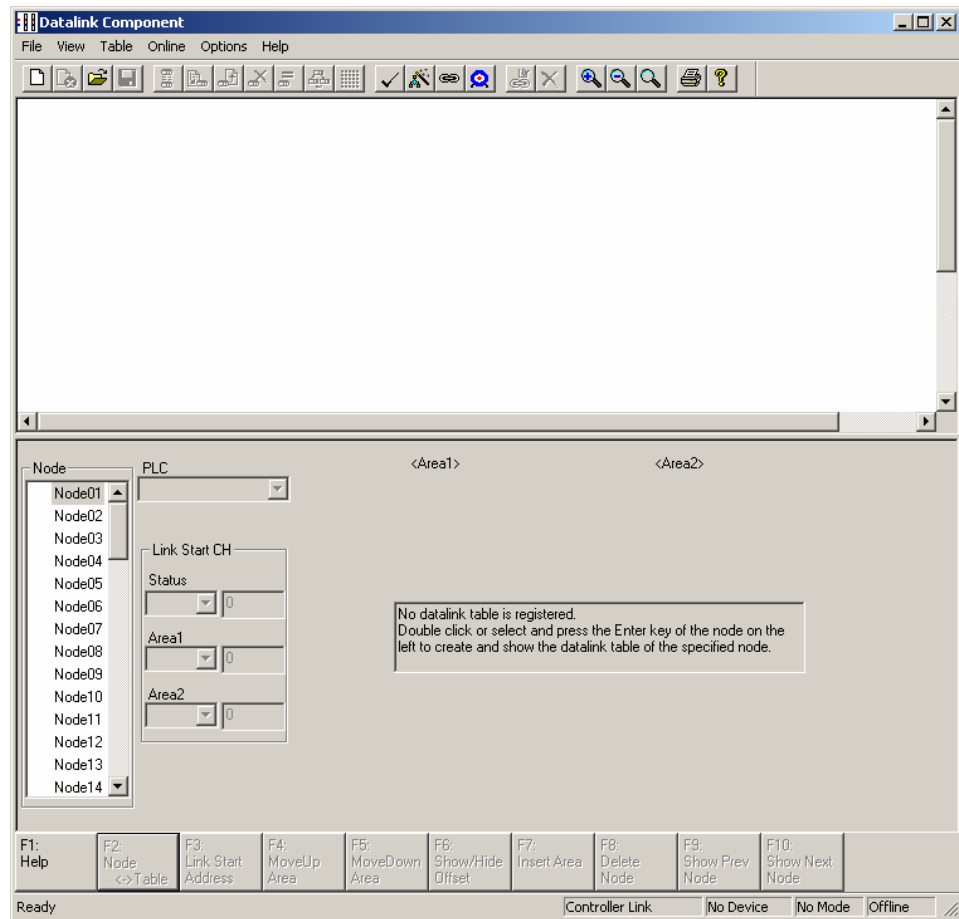 Datalink Component
File View Table Online Options Help
Node
PLC
<Area1>
<Area2>
Node01
Node02
Node03
Node04
Node05
Node06
Node07
Node08
Node09
Node10
Node11
Node12
Node13
Node14
Link Start CH
Status
0
Area1
0
Area2
0
No datalink table is registered.
Double click or select and press the Enter key of the node on the
left to create and show the datalink table of the specified node.
F1:
Help
F2:
Node
<->Table
F3:
Link Start
Address
F4:
MoveUp
Area
F5:
MoveDown
Area
F6:
Show/Hide
Offset
F7:
Insert Area
F8:
Delete
Node
F9:
Show Prev
Node
F10:
Show Next
Node
Ready
Controller Link
No Device
No Mode
Offline